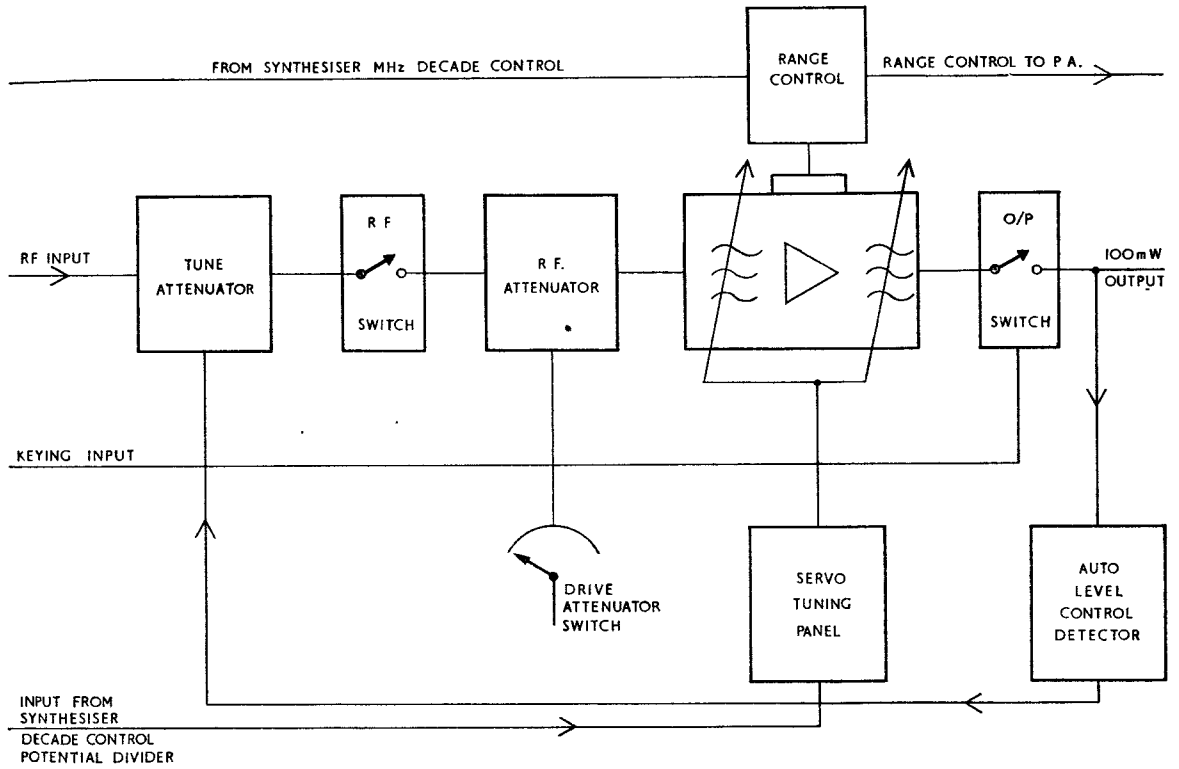 FROM SYNTHESISER MHz DECADE CONTROL
RANGE
CONTROL
RANGE CONTROL TO P A.
RF INPUT
TUNE
ATTENUATOR
R F
SWITCH
R F.
ATTENUATOR
O/P
SWITCH
100mW
OUTPUT
KEYING INPUT
DRIVE
ATTENUATOR
SWITCH
SERVO
TUNING
PANEL
AUTO
LEVEL
CONTROL
DETECTOR
INPUT FROM
SYNTHESISER
DECADE CONTROL
POTENTIAL DIVIDER